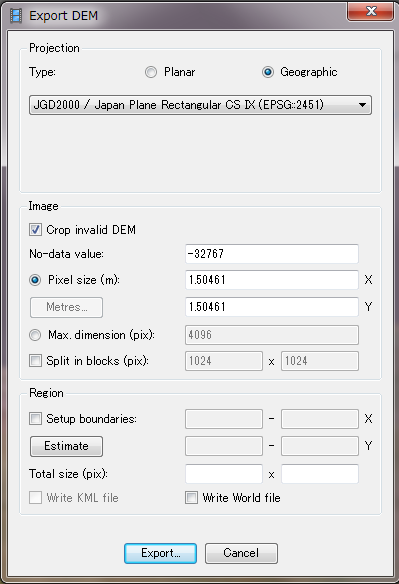 Export DEM
Projection
Type: Planar Geographic
JGD2000 / Japan Plane Rectangular CS IX (EPSG::2451)
Image
Crop invalid DEM
No-data value: -32767
Pixel size (m): 1.50461 X
Metres... 1.50461 Y
Max. dimension (pix): 4096
Split in blocks (pix): 1024 x 1024
Region
Setup boundaries: - X
Estimate - Y
Total size (pix): x
Write KML file Write World file
Export... Cancel